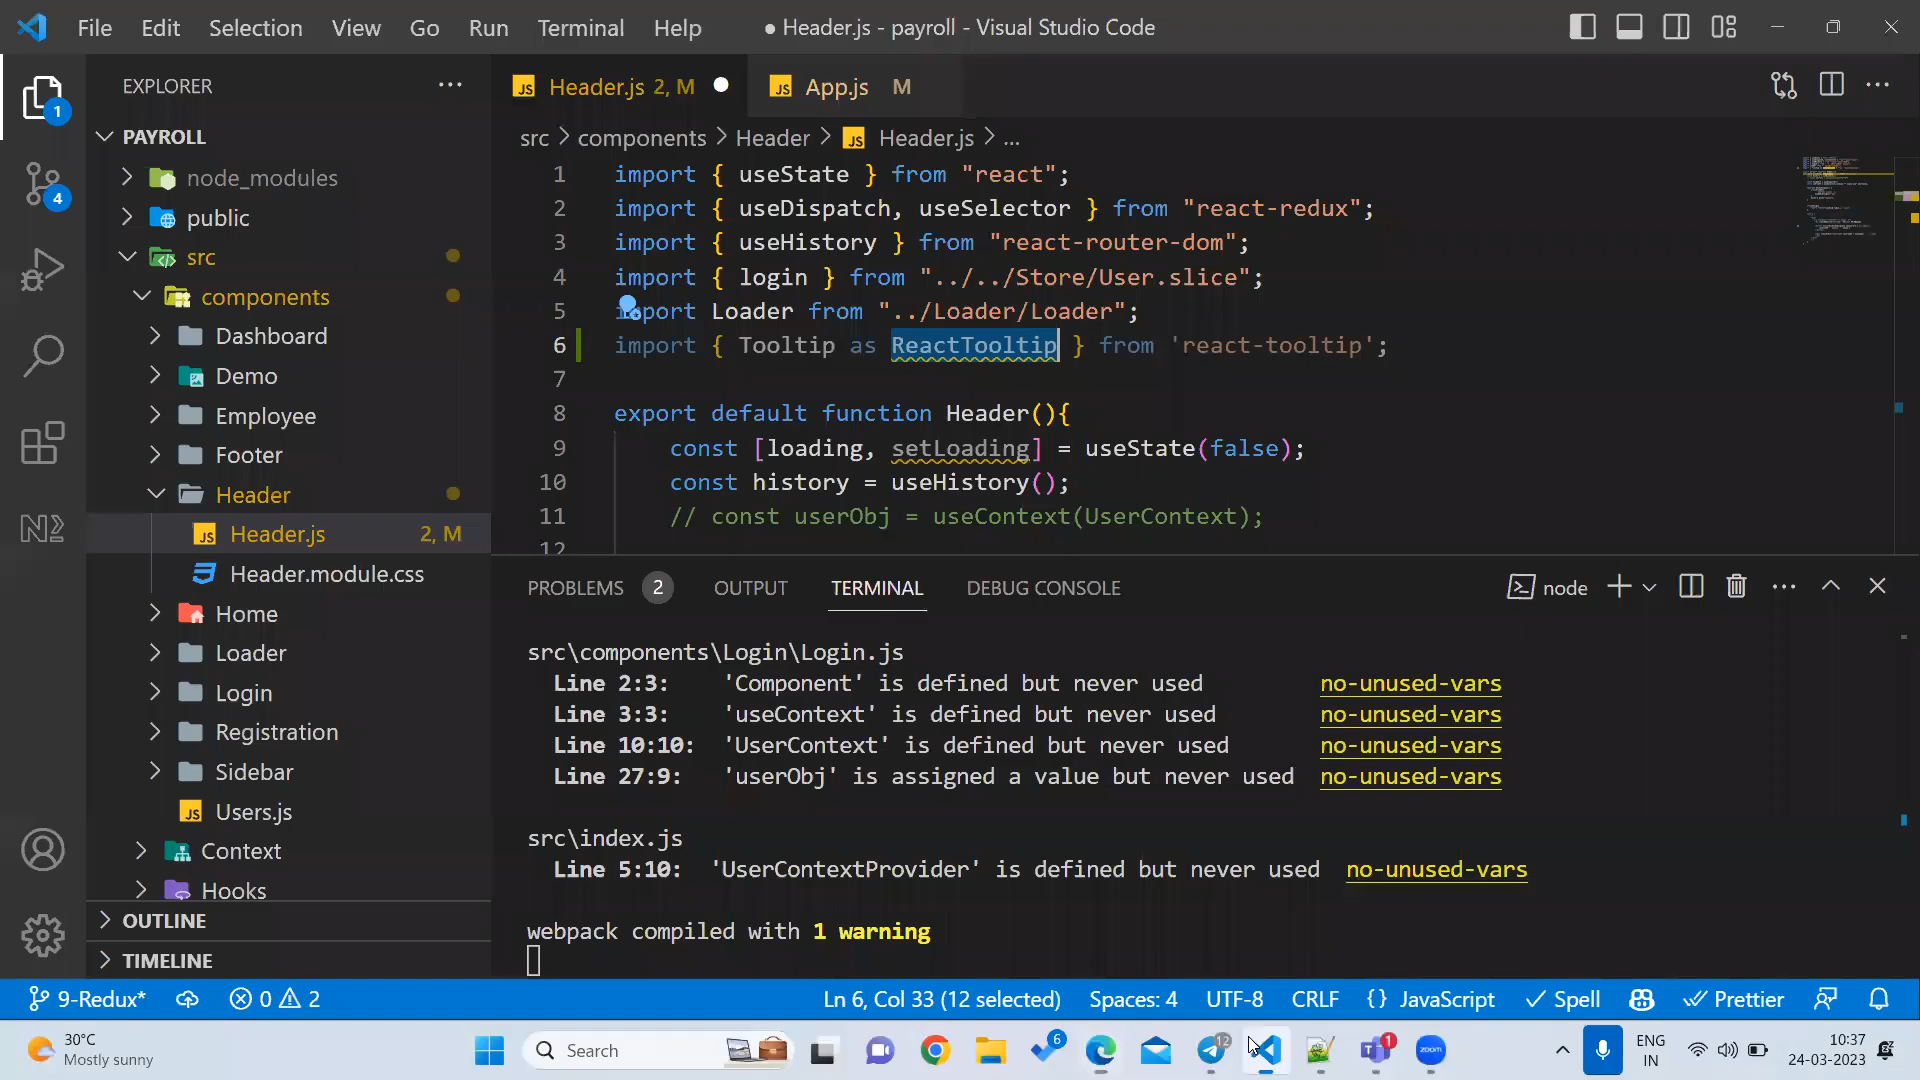 File Edit Selection View Go Run Terminal Help ● Header.js - payroll - Visual Studio Code
EXPLORER
PAYROLL
node_modules
public
src
components
Dashboard
Demo
Employee
Footer
Header
Header.js 2, M
Header.module.css
Home
Loader
Login
Registration
Sidebar
Users.js
Context
Hooks
OUTLINE
TIMELINE
1
4
Header.js 2, M
App.js M
src > components > Header > Header.js > ...
1 import { useState } from "react";
2 import { useDispatch, useSelector } from "react-redux";
3 import { useHistory } from "react-router-dom";
4 import { login } from "../../Store/User.slice";
5 import Loader from "../Loader/Loader";
6 import { Tooltip as ReactTooltip } from 'react-tooltip';
7
8 export default function Header(){
9 const [loading, setLoading] = useState(false);
10 const history = useHistory();
11 // const userObj = useContext(UserContext);
12
PROBLEMS 2 OUTPUT TERMINAL DEBUG CONSOLE
node
src\components\Login\Login.js
Line 2:3: 'Component' is defined but never used no-unused-vars
Line 3:3: 'useContext' is defined but never used no-unused-vars
Line 10:10: 'UserContext' is defined but never used no-unused-vars
Line 27:9: 'userObj' is assigned a value but never used no-unused-vars
src\index.js
Line 5:10: 'UserContextProvider' is defined but never used no-unused-vars
webpack compiled with 1 warning
9-Redux* 0 2
Ln 6, Col 33 (12 selected) Spaces: 4 UTF-8 CRLF {} JavaScript Spell Prettier
30°C
Mostly sunny
Search
6
12
1
zoom
ENG
IN
10:37
24-03-2023